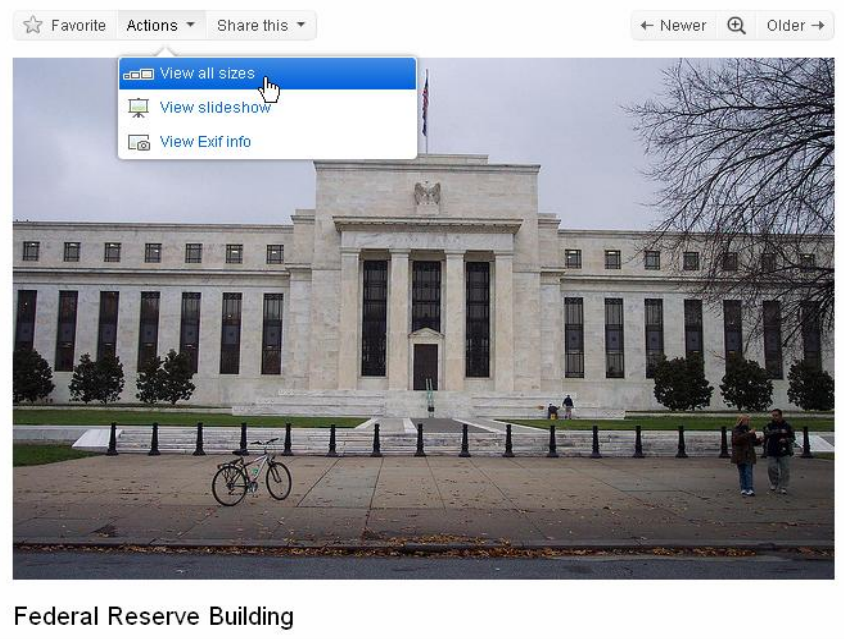 Favorite Actions Share this Newer Older
View all sizes
View slideshow
View Exif info
Federal Reserve Building